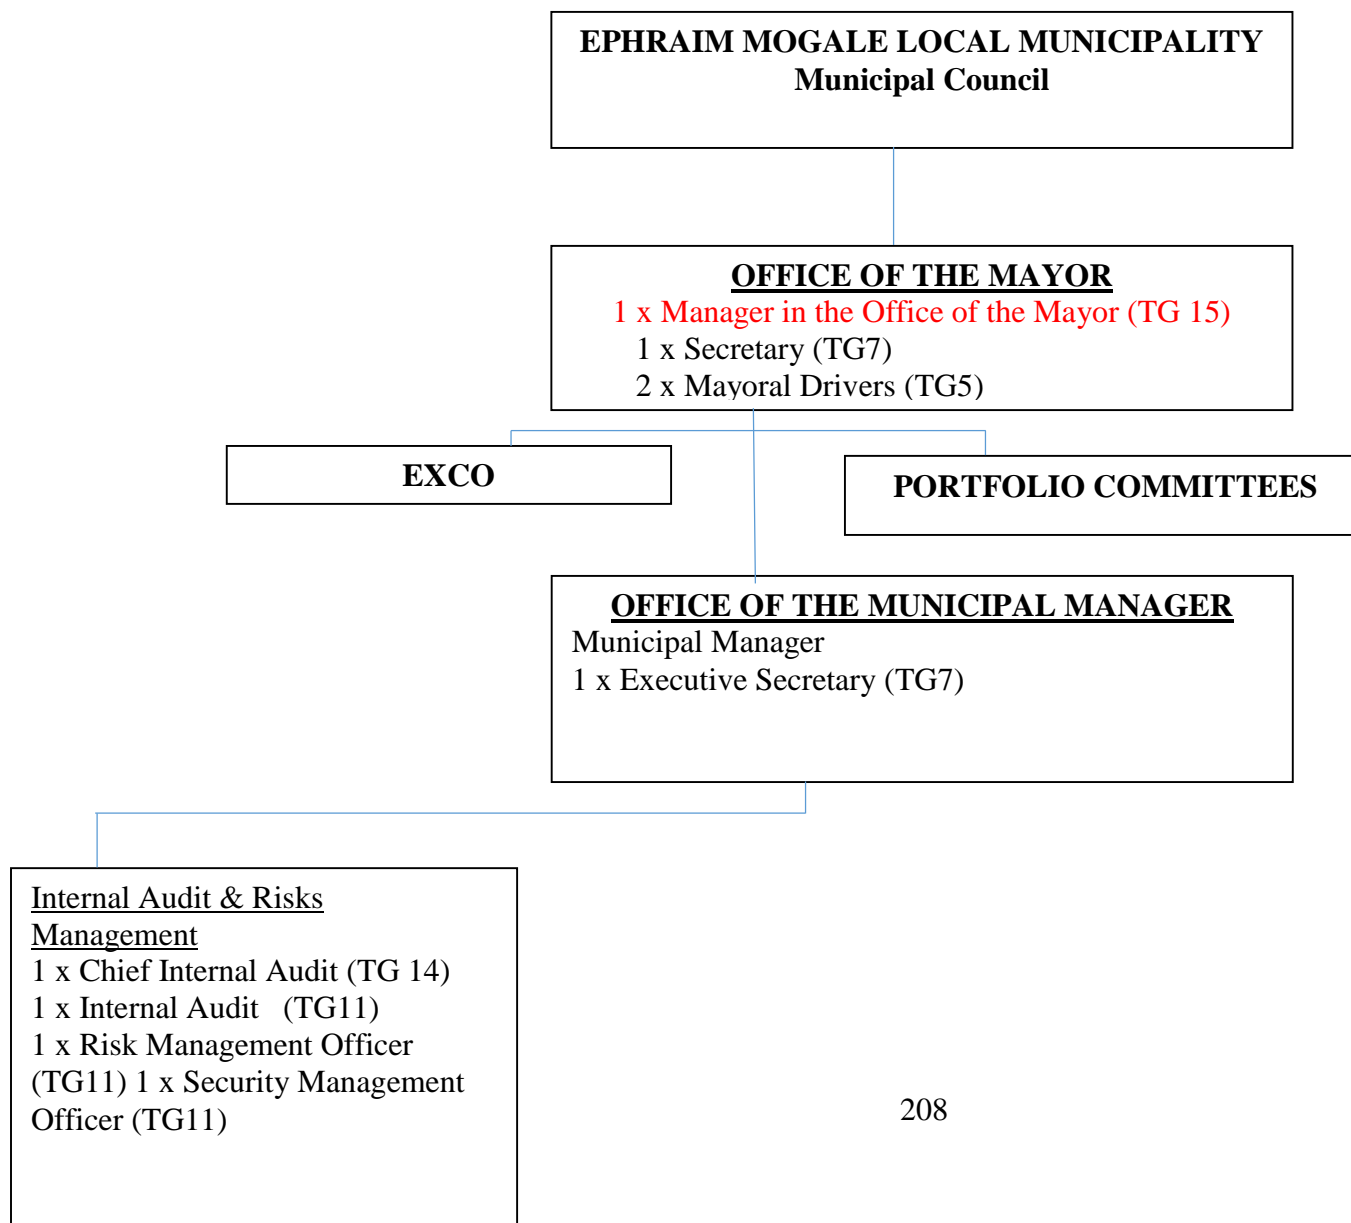 EPHRAIM MOGALE LOCAL MUNICIPALITY
Municipal Council
OFFICE OF THE MAYOR
1 x Manager in the Office of the Mayor (TG 15)
1 x Secretary (TG7)
2 x Mayoral Drivers (TG5)
EXCO
PORTFOLIO COMMITTEES
OFFICE OF THE MUNICIPAL MANAGER
Municipal Manager
1 x Executive Secretary (TG7)
Internal Audit & Risks
Management
1 x Chief Internal Audit (TG 14)
1 x Internal Audit (TG11)
1 x Risk Management Officer
(TG11) 1 x Security Management
Officer (TG11)
208